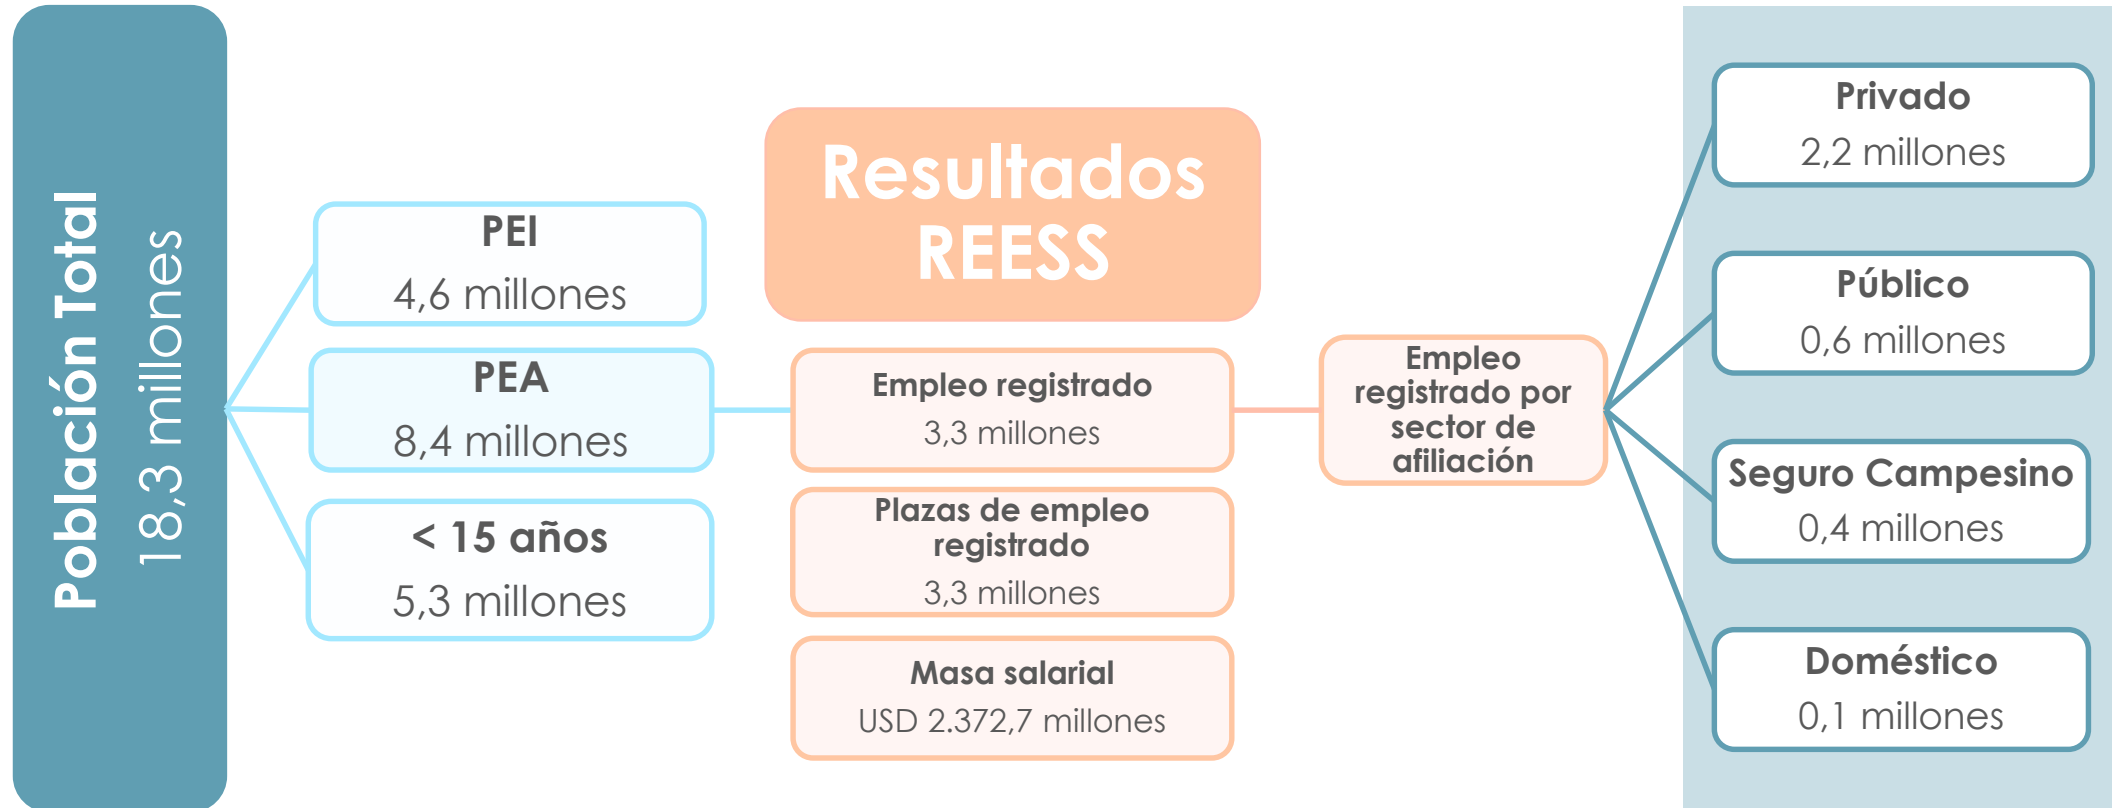 Población Total
18,3 millones
PEI
4,6 millones
PEA
8,4 millones
< 15 años
5,3 millones
Resultados
REESS
Empleo registrado
3,3 millones
Plazas de empleo
registrado
3,3 millones
Masa salarial
USD 2.372,7 millones
Empleo
registrado por
sector de
afiliación
Privado
2,2 millones
Público
0,6 millones
Seguro Campesino
0,4 millones
Doméstico
0,1 millones